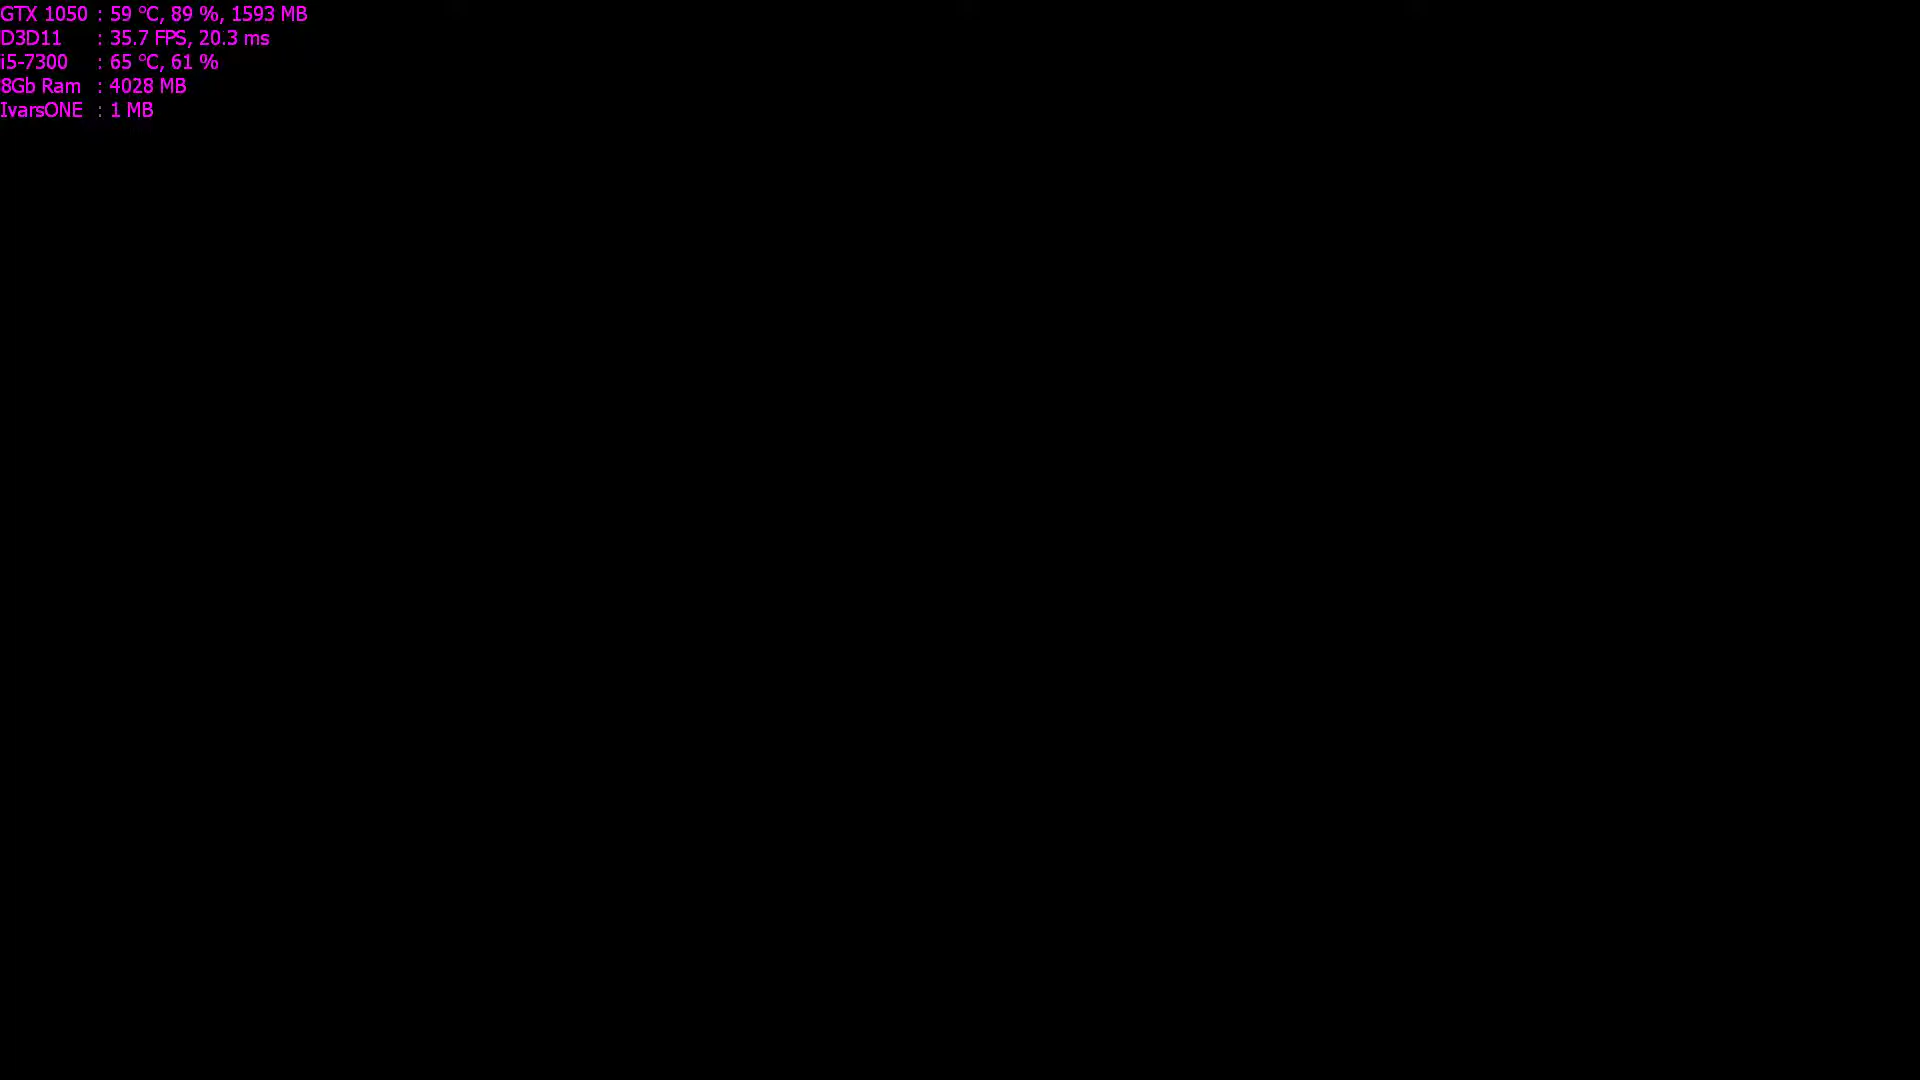 GTX 1050 : 59 °C, 89 %, 1593 MB
D3D11 : 35.7 FPS, 20.3 ms
i5-7300 : 65 °C, 61 %
8Gb Ram : 4028 MB
IvarsONE : 1 MB